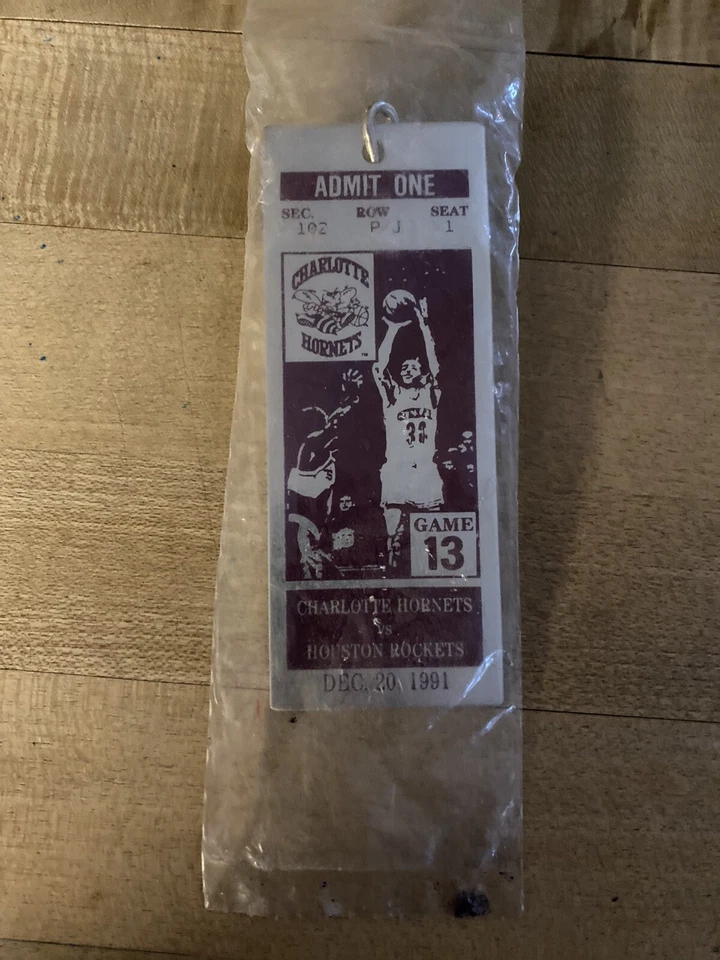 ADMIT ONE
SEC. ROW SEAT
102 P J 1
CHARLOTTE
HORNETS
TM
GAME
13
CHARLOTTE HORNETS
vs
HOUSTON ROCKETS
DEC. 20, 1991